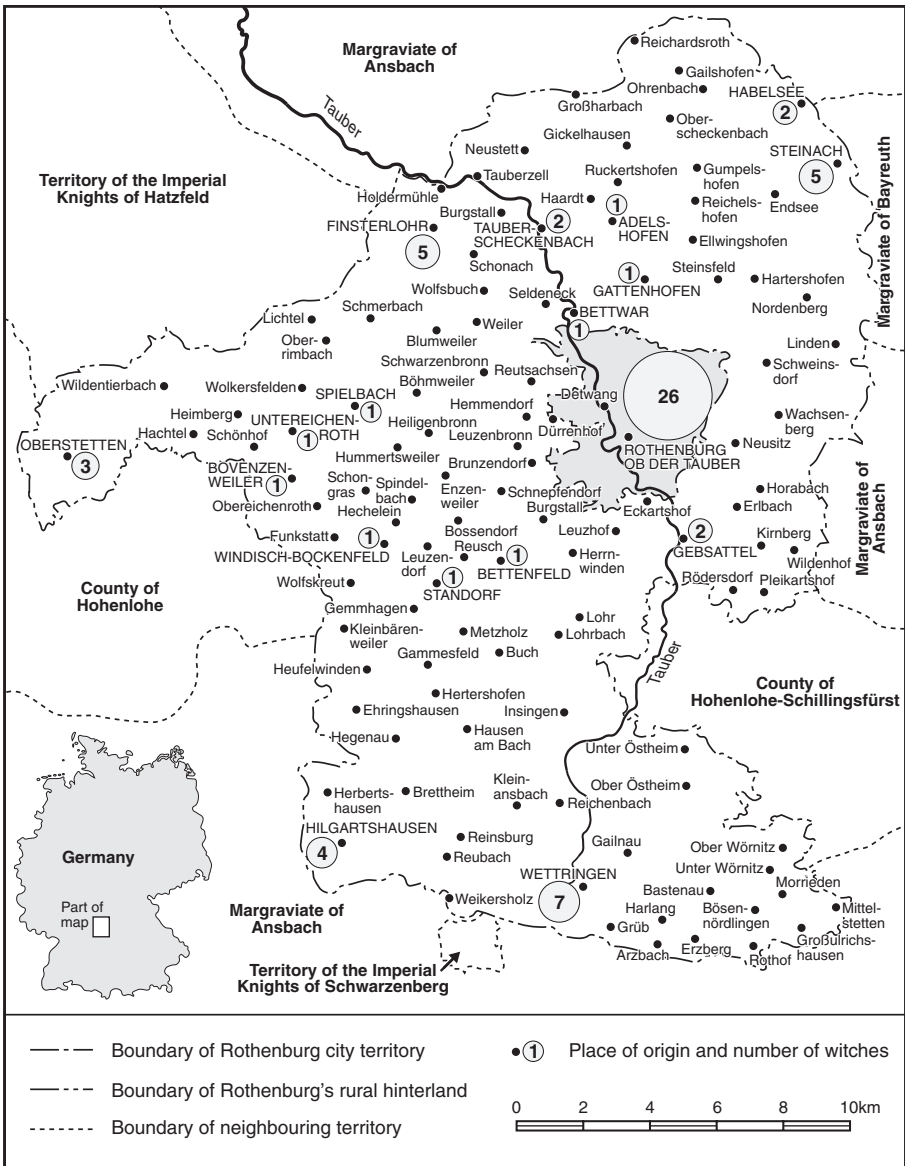 Margraviate of
Ansbach
Reichardsroth
Gailshofen
Ohrenbach
HABELSEE
2
Großharbach
Tauber
Ober-
scheckenbach
Gickelhausen
STEINACH
5
Neustett
Margraviate of Bayreuth
Territory of the Imperial
Knights of Hatzfeld
Tauberzell
Ruckertshofen
Gumpels-
hofen
Holdermühle
Haardt
1
Reichels-
hofen
Endsee
Burgstall
FINSTERLOHR
5
TAUBER-
SCHECKENBACH
2
ADELS-
HOFEN
Ellwingshofen
Schonach
1
GATTENHOFEN
Steinsfeld
Hartershofen
Wolfsbuch
Seldeneck
Nordenberg
Schmerbach
Lichtel
BETTWAR
1
Weiler
Blumweiler
Ober-
rimbach
Linden
Schwarzenbronn
Reutsachsen
Schweins-
dorf
Wildentierbach
Wolkersfelden
Böhmweiler
Detwang
26
SPIELBACH
1
Hemmendorf
Heimberg
UNTEREICHEN-
ROTH
1
Heiligenbronn
Dürrenhof
Wachsen-
berg
Hachtel
Schönhof
Leuzenbronn
ROTHENBURG
OB DER TAUBER
Neusitz
OBERSTETTEN
3
Hummertsweiler
BOVENZEN-
WEILER
1
Brunzendorf
Schon-
gras
Spindel-
bach
Enzen-
weiler
Schnepfendorf
Horabach
Obereichenroth
Hechelein
Burgstall
Eckartshof
Erlbach
Margraviate of
Ansbach
Funkstatt
1
WINDISCH-BOCKENFELD
Bossendorf
Reusch
Leuzhof
2
GEBSATTEL
Kirnberg
Leuzen-
dorf
1
BETTENFELD
Herrn-
winden
Wildenhof
County of
Hohenlohe
Wolfskreut
1
STANDORF
Rödersdorf
Pleikartshof
Gemmhagen
Lohr
Kleinbären-
weiler
Metzholz
Lohrbach
Gammesfeld
Buch
Tauber
Heufelwinden
County of
Hohenlohe-Schillingsfürst
Hertershofen
Ehringshausen
Insingen
Hegenau
Hausen
am Bach
Unter Östheim
Klein-
ansbach
Ober Östheim
Herberts-
hausen
Brettheim
Reichenbach
HILGARTSHAUSEN
4
Reinsburg
Gailnau
Ober Wörnitz
Germany
Reubach
Unter Wörnitz
WETTRINGEN
7
Morrieden
Bastenau
Part of
map
Weikersholz
Harlang
Bösen-
nördlingen
Mittel-
stetten
Margraviate of
Ansbach
Grüb
Großulrichs-
hausen
Arzbach
Erzberg
Rothof
Territory of the Imperial
Knights of Schwarzenberg
Boundary of Rothenburg city territory
1 Place of origin and number of witches
Boundary of Rothenburg's rural hinterland
Boundary of neighbouring territory
0 2 4 6 8 10km